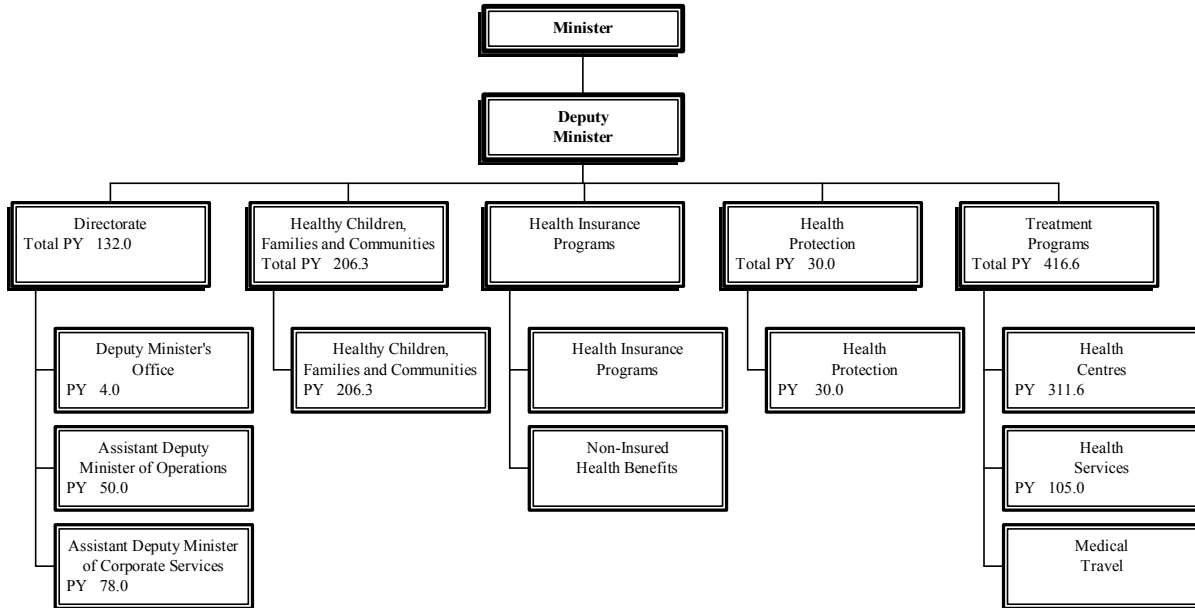 Minister
Deputy
Minister
Directorate
Total PY 132.0
Healthy Children,
Families and Communities
Total PY 206.3
Health Insurance
Programs
Health
Protection
Total PY 30.0
Treatment
Programs
Total PY 416.6
Deputy Minister's
Office
PY 4.0
Assistant Deputy
Minister of Operations
PY 50.0
Assistant Deputy Minister
of Corporate Services
PY 78.0
Healthy Children,
Families and Communities
PY 206.3
Health Insurance
Programs
Non-Insured
Health Benefits
Health
Protection
PY 30.0
Health
Centres
PY 311.6
Health
Services
PY 105.0
Medical
Travel